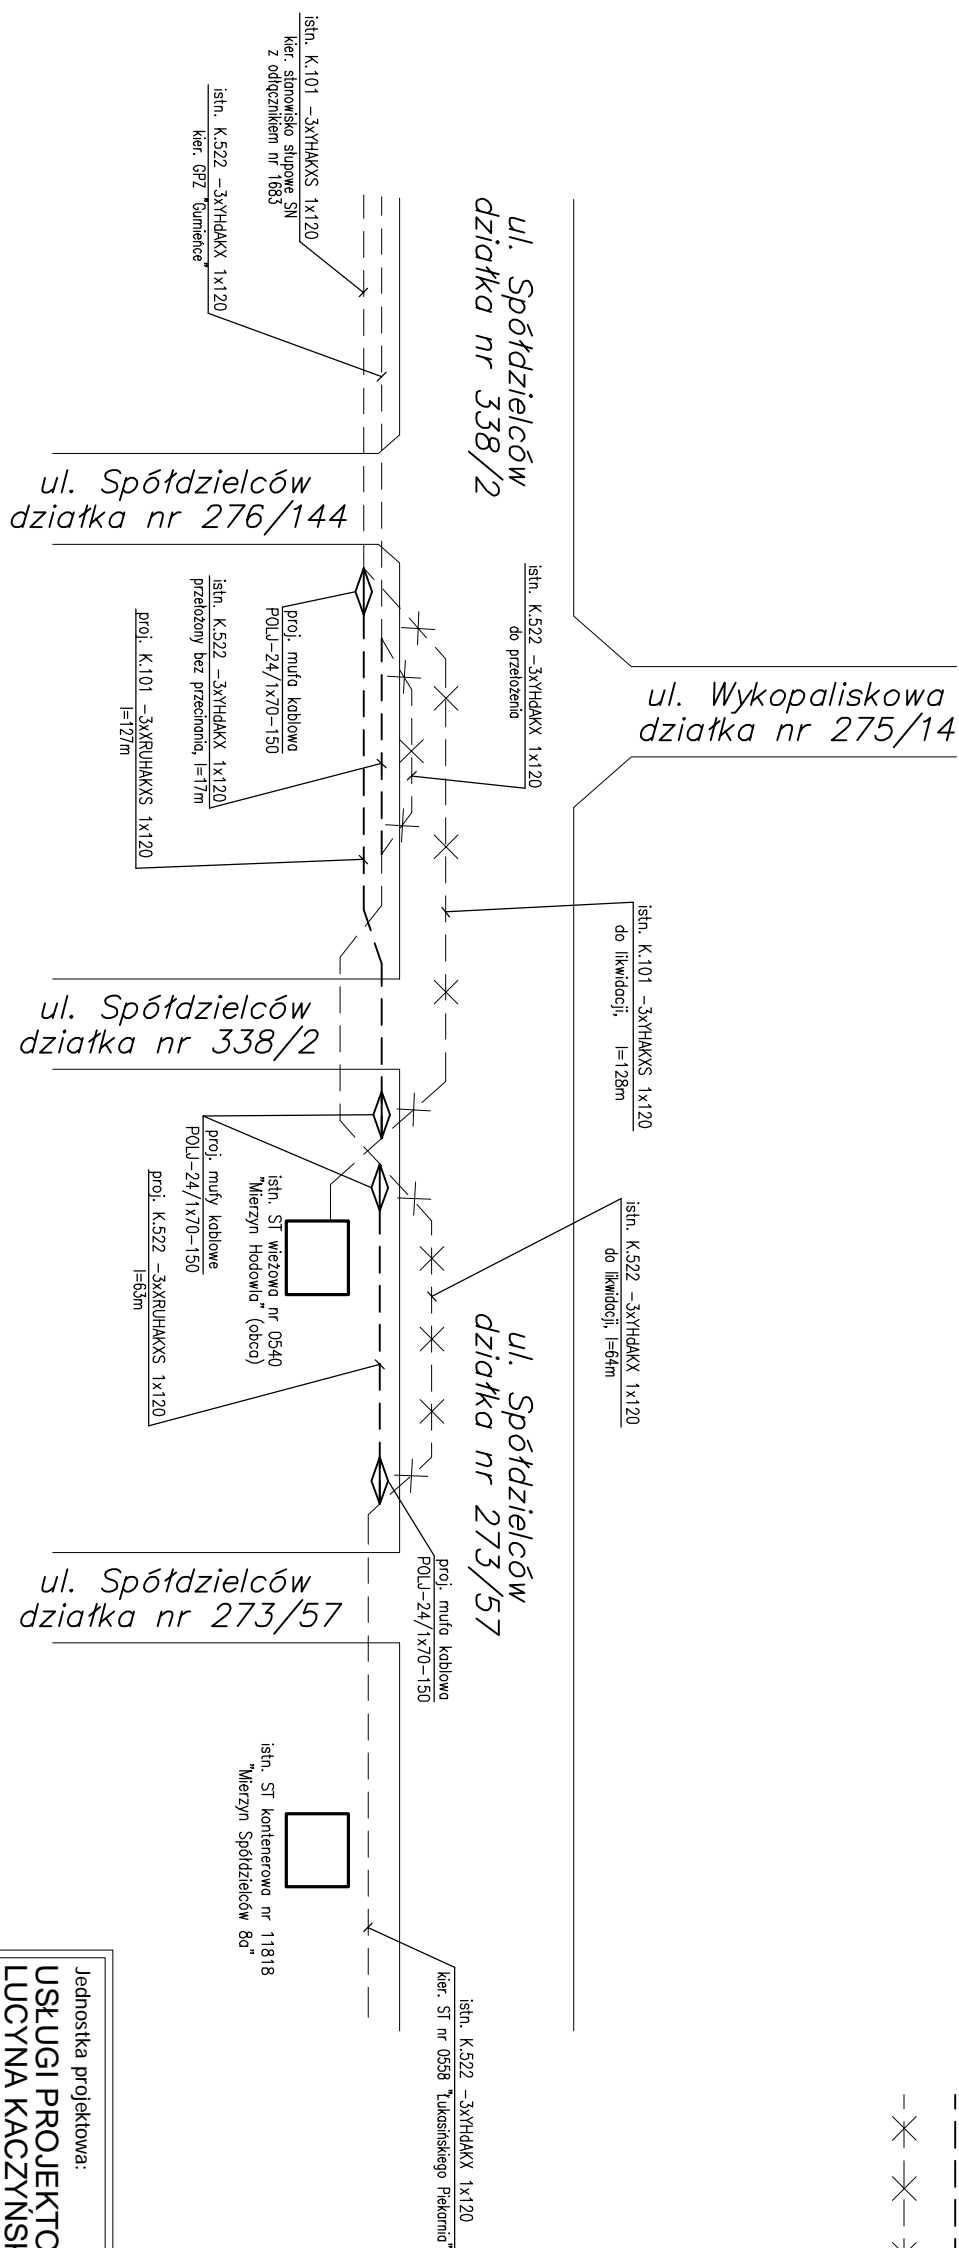 istn. K.101 -3xYHAKXS 1x120
kier. stanowisko słupowe SN
z odłącznikiem nr 1683
istn. K.522 -3xYHdAKX 1x120
kier. GPZ "Gumieńce"
ul. Spółdzielców
działka nr 338/2
ul. Spółdzielców
działka nr 276/144
istn. K.522 -3xYHdAKX 1x120
do przełożenia
proj. mufa kablowa
POLJ-24/1x70-150
istn. K.522 -3xYHdAKX 1x120
przełożony bez przecinania, l=17m
proj. K.101 -3xXRUHAKXS 1x120
l=127m
ul. Wykopaliskowa
działka nr 275/14
istn. K.101 -3xYHAKXS 1x120
do likwidacji, l=128m
ul. Spółdzielców
działka nr 338/2
istn. K.522 -3xYHdAKX 1x120
do likwidacji, l=64m
istn. ST wieżowa nr 0540
"Mierzyn Hodowla" (obca)
proj. mufy kablowe
POLJ-24/1x70-150
proj. K.522 -3xXRUHAKXS 1x120
l=63m
ul. Spółdzielców
działka nr 273/57
proj. mufa kablowa
POLJ-24/1x70-150
ul. Spółdzielców
działka nr 273/57
istn. ST kontenerowa nr 11818
"Mierzyn Spółdzielców 8a"
istn. K.522 -3xYHdAKX 1x120
kier. ST nr 0558 "Łukasińskiego Piekarnia"
Jednostka projektowa:
USŁUGI PROJEKTO
LUCYNA KACZYŃSK